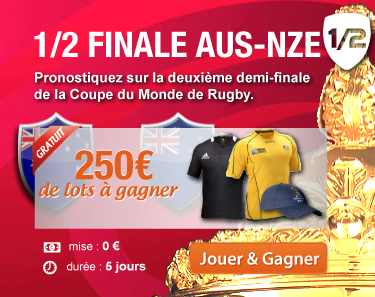 1/2 FINALE AUS-NZE
1/2
Pronostiquez sur la deuxième demi-finale
de la Coupe du Monde de Rugby.
GRATUIT
250€
de lots à gagner
mise : 0 €
durée : 5 jours
Jouer & Gagner